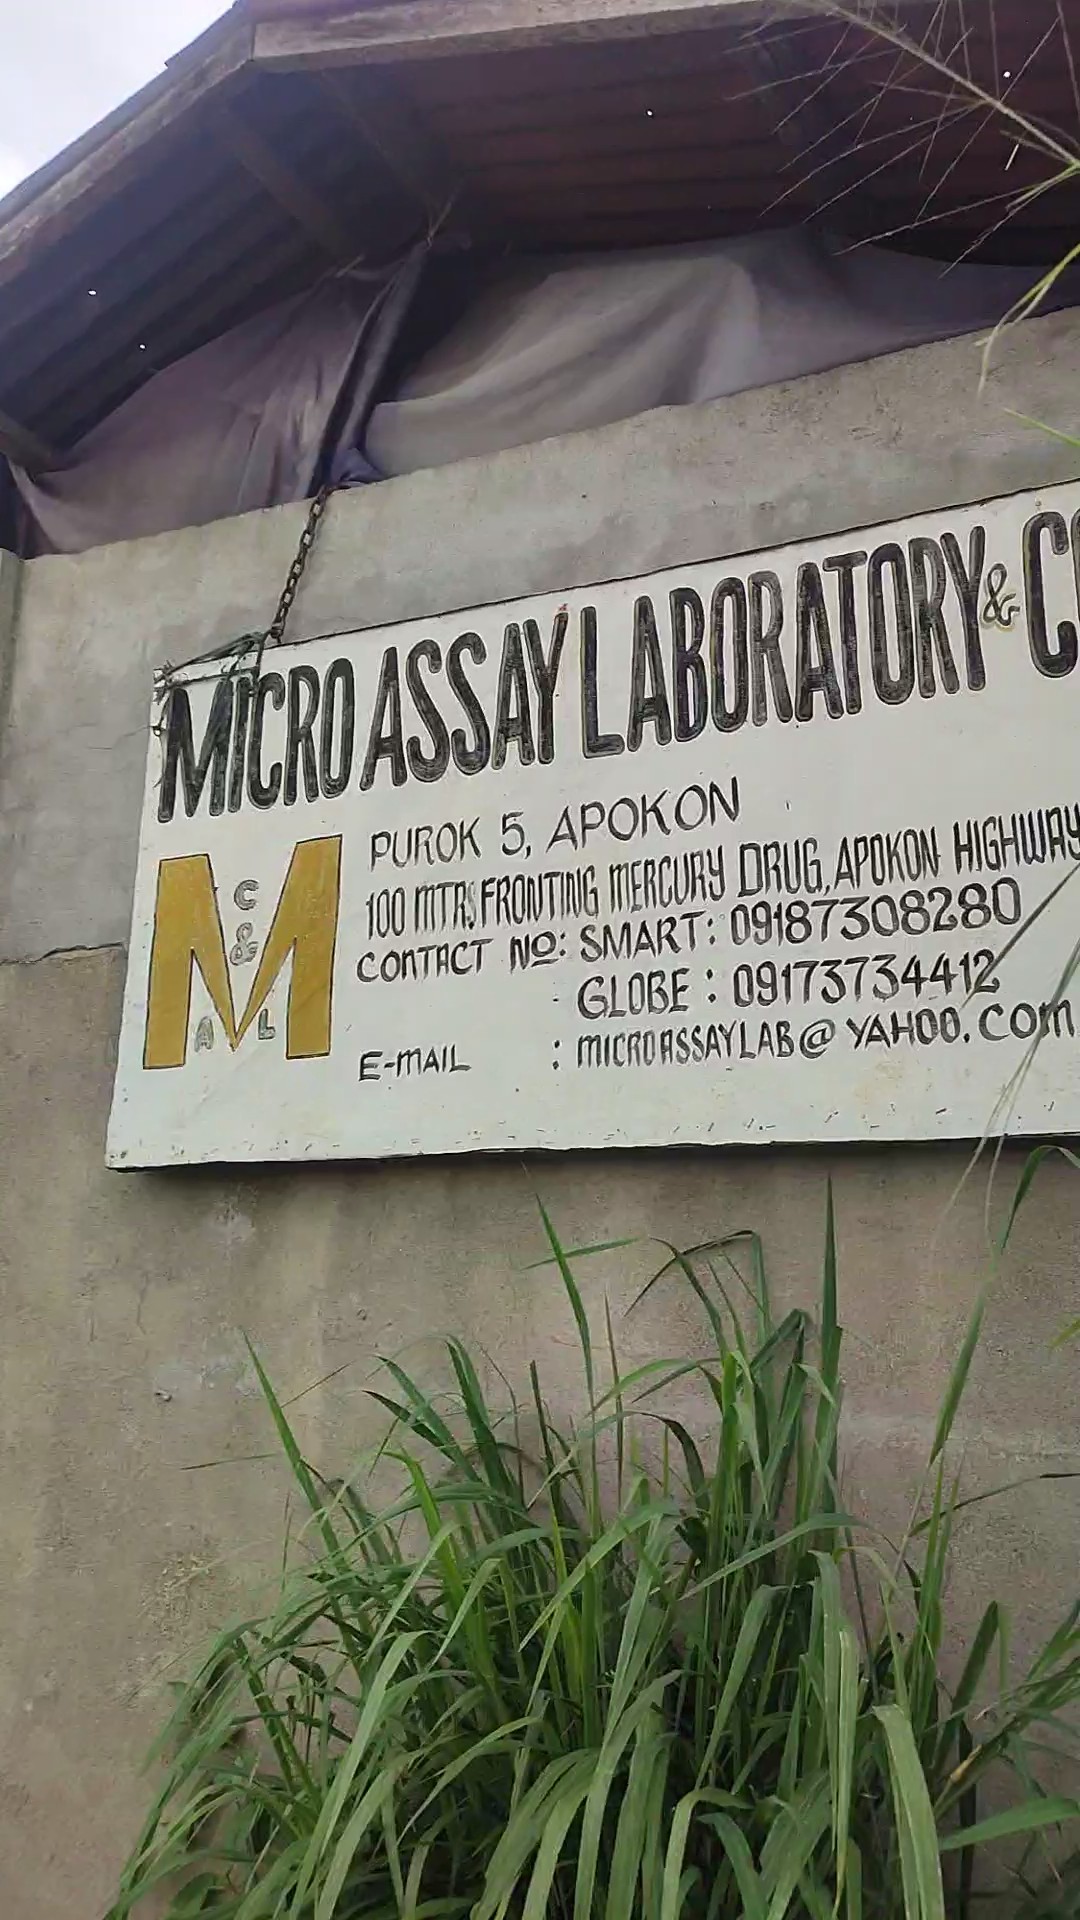 MICRO ASSAY LABORATORY &
PUROK 5, APOKON
100 MTRS FRONTING MERCURY DRUG, APOKON HIGHWAY
CONTACT NO: SMART: 09187308280
GLOBE : 09173734412
E-MAIL : MICROASSAYLAB@YAHOO.COM
C
&
M
A L